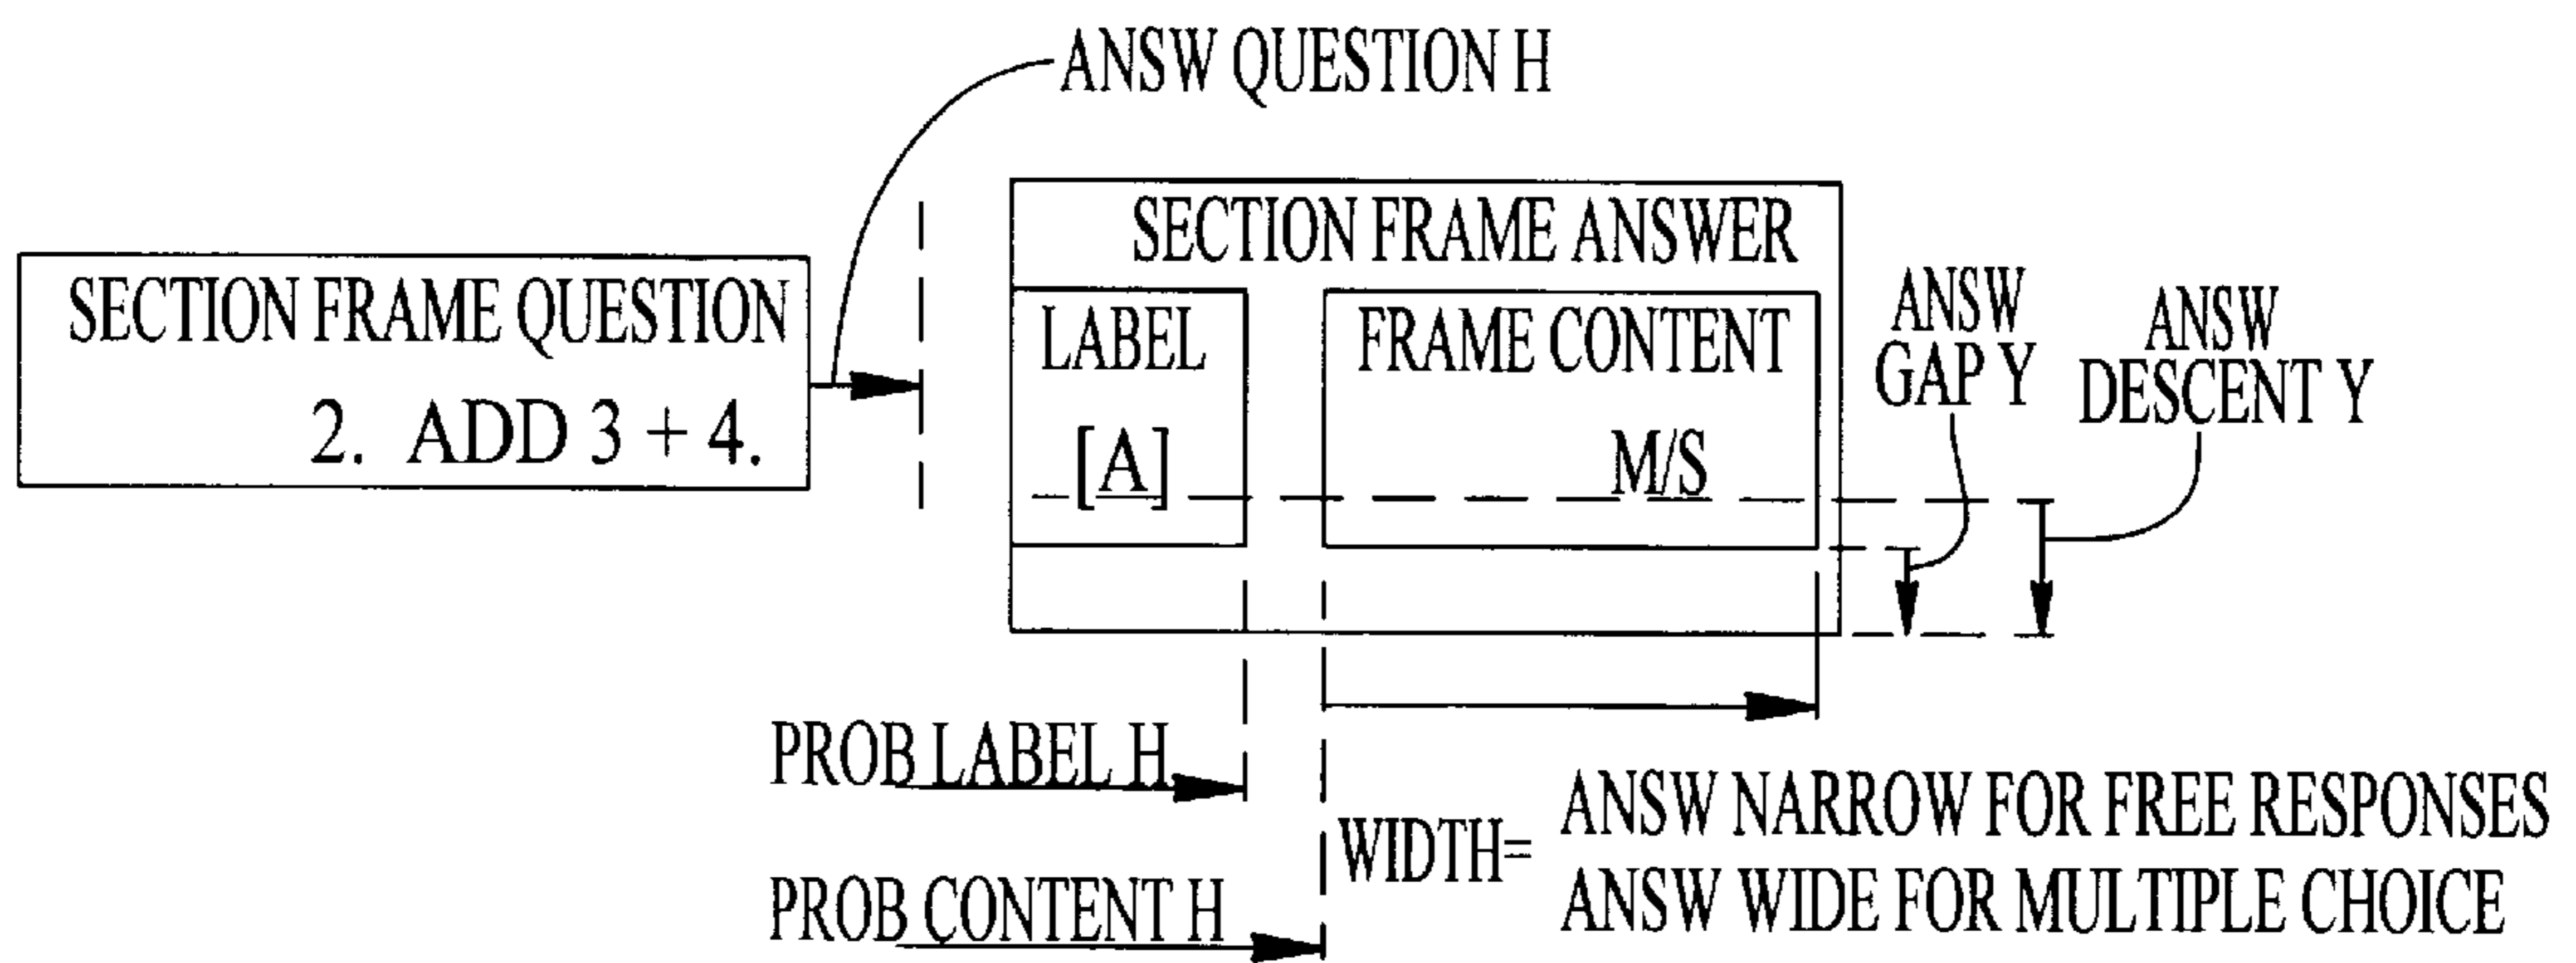 ANSW QUESTION H
SECTION FRAME QUESTION
2. ADD 3 + 4.
SECTION FRAME ANSWER
LABEL
[A]
FRAME CONTENT
M/S
ANSW
GAP Y
ANSW
DESCENT Y
PROB LABEL H
PROB CONTENT H
WIDTH=
ANSW NARROW FOR FREE RESPONSES
ANSW WIDE FOR MULTIPLE CHOICE